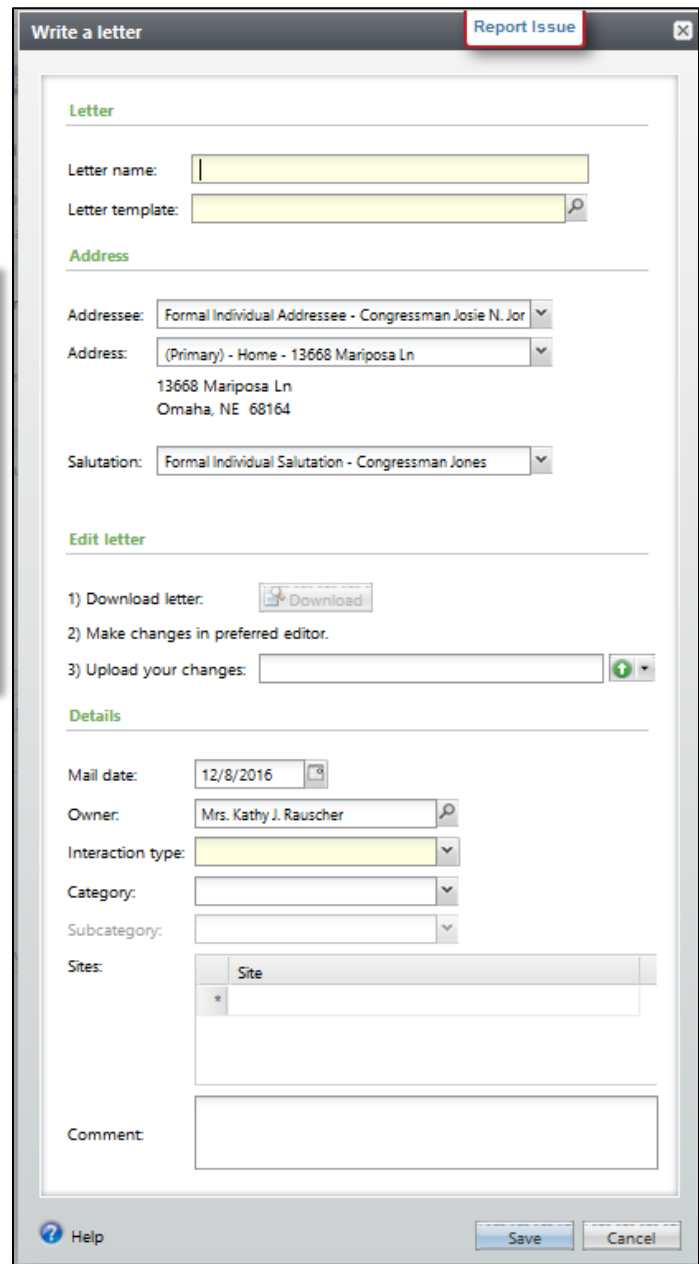 Write a letter
Report Issue
Letter
Letter name:
Letter template:
Address
Addressee: Formal Individual Addressee - Congressman Josie N. Jor
Address: (Primary) - Home - 13668 Mariposa Ln
13668 Mariposa Ln
Omaha, NE 68164
Salutation: Formal Individual Salutation - Congressman Jones
Edit letter
1) Download letter: Download
2) Make changes in preferred editor.
3) Upload your changes:
Details
Mail date: 12/8/2016
Owner: Mrs. Kathy J. Rauscher
Interaction type:
Category:
Subcategory:
Sites: Site
*
Comment:
Help Save Cancel